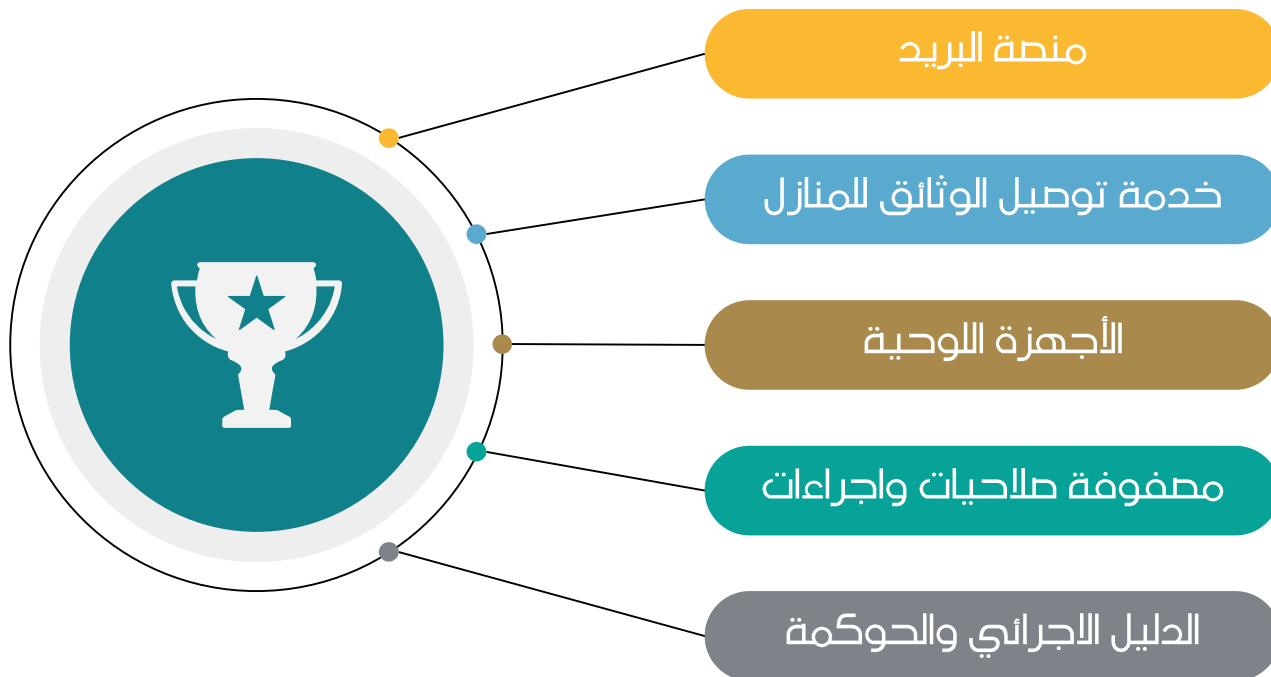 منصة البريد
خدمة توصيل الوثائق للمنازل
الأجهزة اللوحية
مصفوفة صلاحيات واجراءات
الدليل الاجرائي والحوكمة